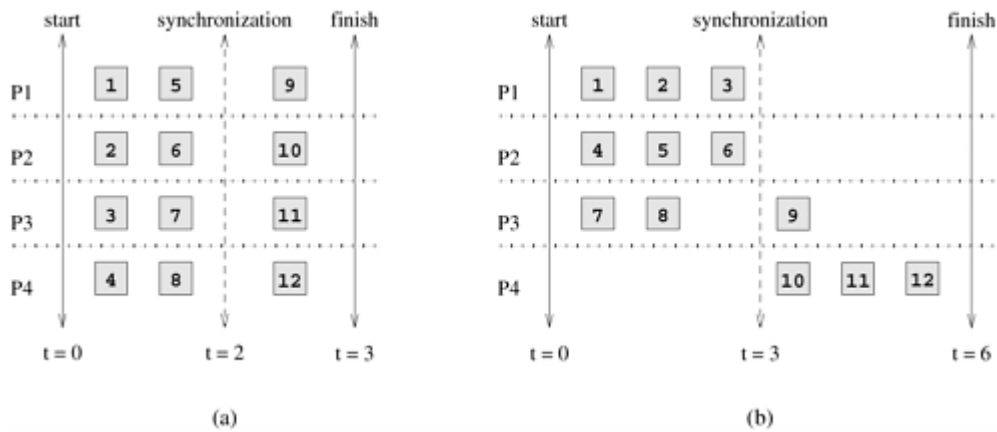 start synchronization finish
P1 1 5 9
P2 2 6 10
P3 3 7 11
P4 4 8 12
t = 0 t = 2 t = 3
(a)
start synchronization finish
P1 1 2 3
P2 4 5 6
P3 7 8 9
P4 10 11 12
t = 0 t = 3 t = 6
(b)